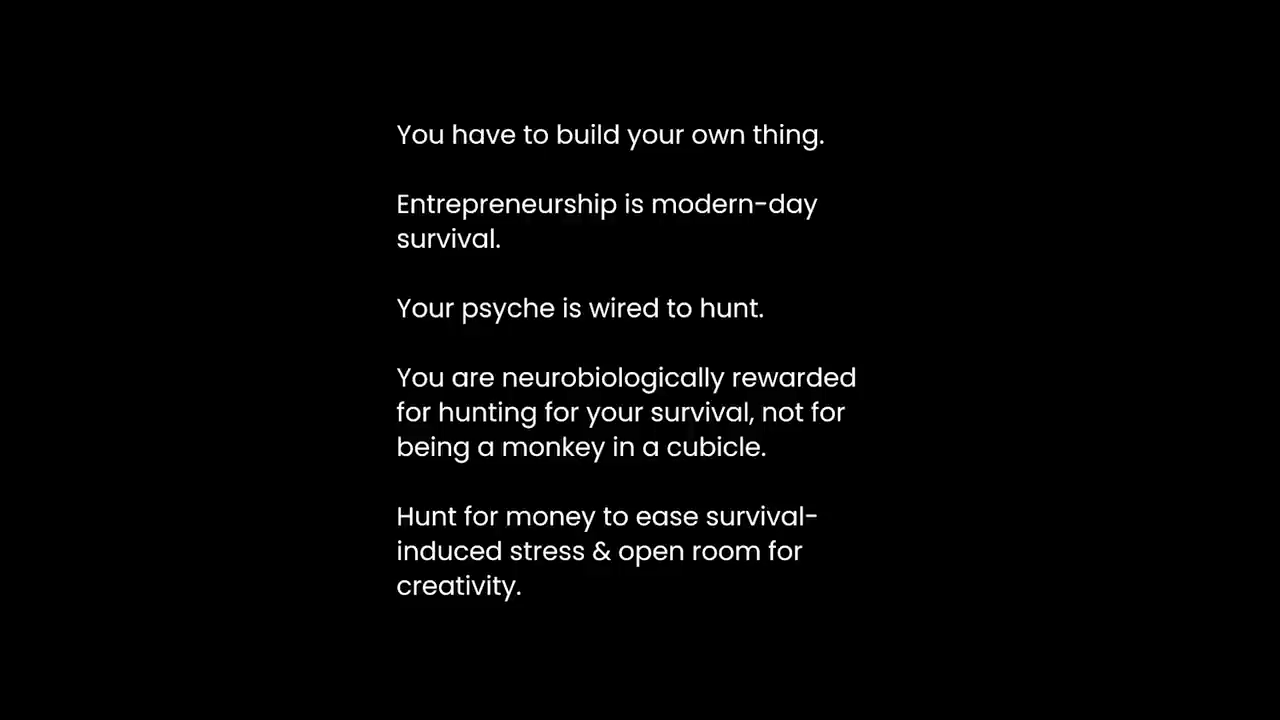 You have to build your own thing.
Entrepreneurship is modern-day
survival.
Your psyche is wired to hunt.
You are neurobiologically rewarded
for hunting for your survival, not for
being a monkey in a cubicle.
Hunt for money to ease survival-
induced stress & open room for
creativity.